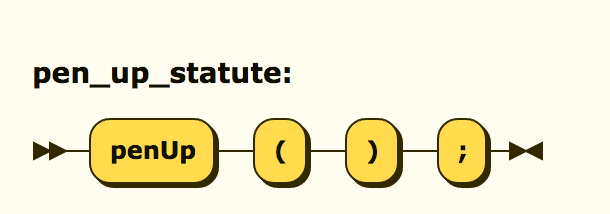 pen_up_statute:
penUp ( ) ;